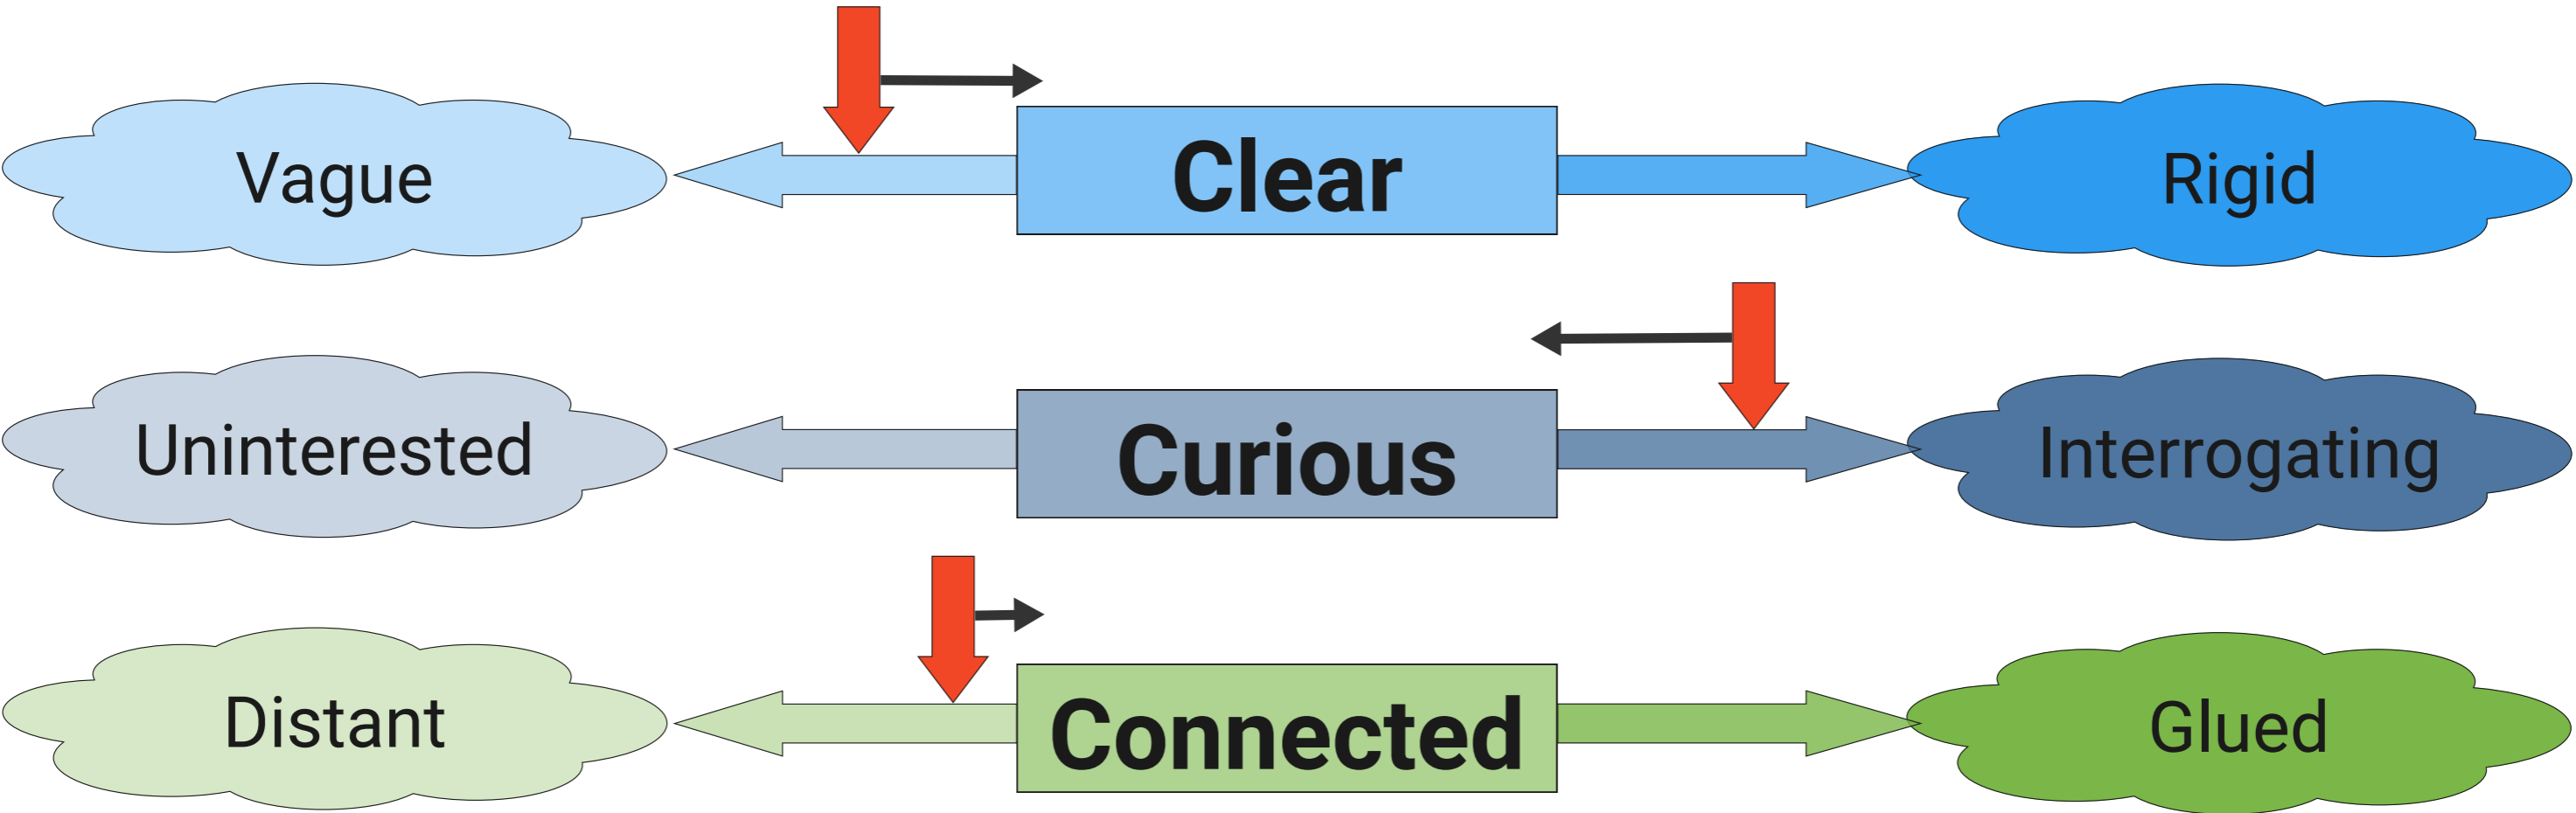 Vague
Clear
Rigid
Uninterested
Curious
Interrogating
Distant
Connected
Glued